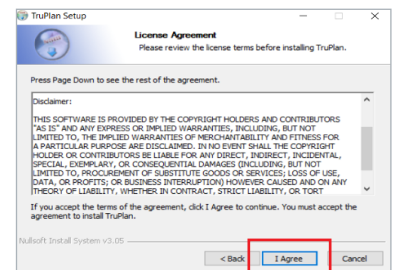 TruPlan Setup
License Agreement
Please review the license terms before installing TruPlan.
Press Page Down to see the rest of the agreement.
Disclaimer:
THIS SOFTWARE IS PROVIDED BY THE COPYRIGHT HOLDERS AND CONTRIBUTORS
"AS IS" AND ANY EXPRESS OR IMPLIED WARRANTIES, INCLUDING, BUT NOT
LIMITED TO, THE IMPLIED WARRANTIES OF MERCHANTABILITY AND FITNESS FOR
A PARTICULAR PURPOSE ARE DISCLAIMED. IN NO EVENT SHALL THE COPYRIGHT
HOLDER OR CONTRIBUTORS BE LIABLE FOR ANY DIRECT, INDIRECT, INCIDENTAL,
SPECIAL, EXEMPLARY, OR CONSEQUENTIAL DAMAGES (INCLUDING, BUT NOT
LIMITED TO, PROCUREMENT OF SUBSTITUTE GOODS OR SERVICES; LOSS OF USE,
DATA, OR PROFITS; OR BUSINESS INTERRUPTION) HOWEVER CAUSED AND ON ANY
THEORY OF LIABILITY, WHETHER IN CONTRACT, STRICT LIABILITY, OR TORT
If you accept the terms of the agreement, click I Agree to continue. You must accept the
agreement to install TruPlan.
Nullsoft Install System v3.05
< Back I Agree Cancel